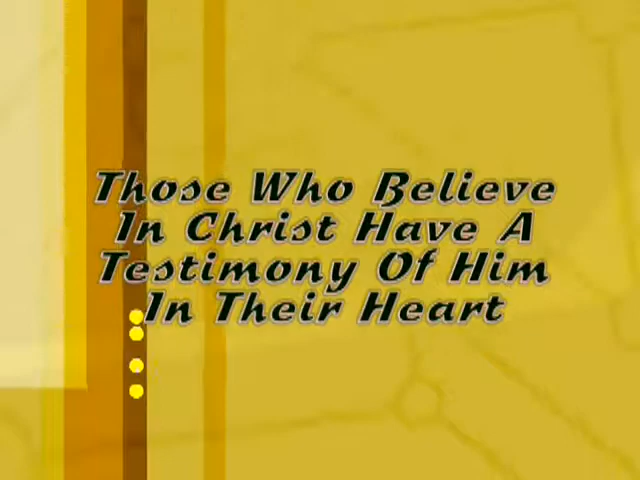 Those Who Believe
In Christ Have A
Testimony Of Him
In Their Heart